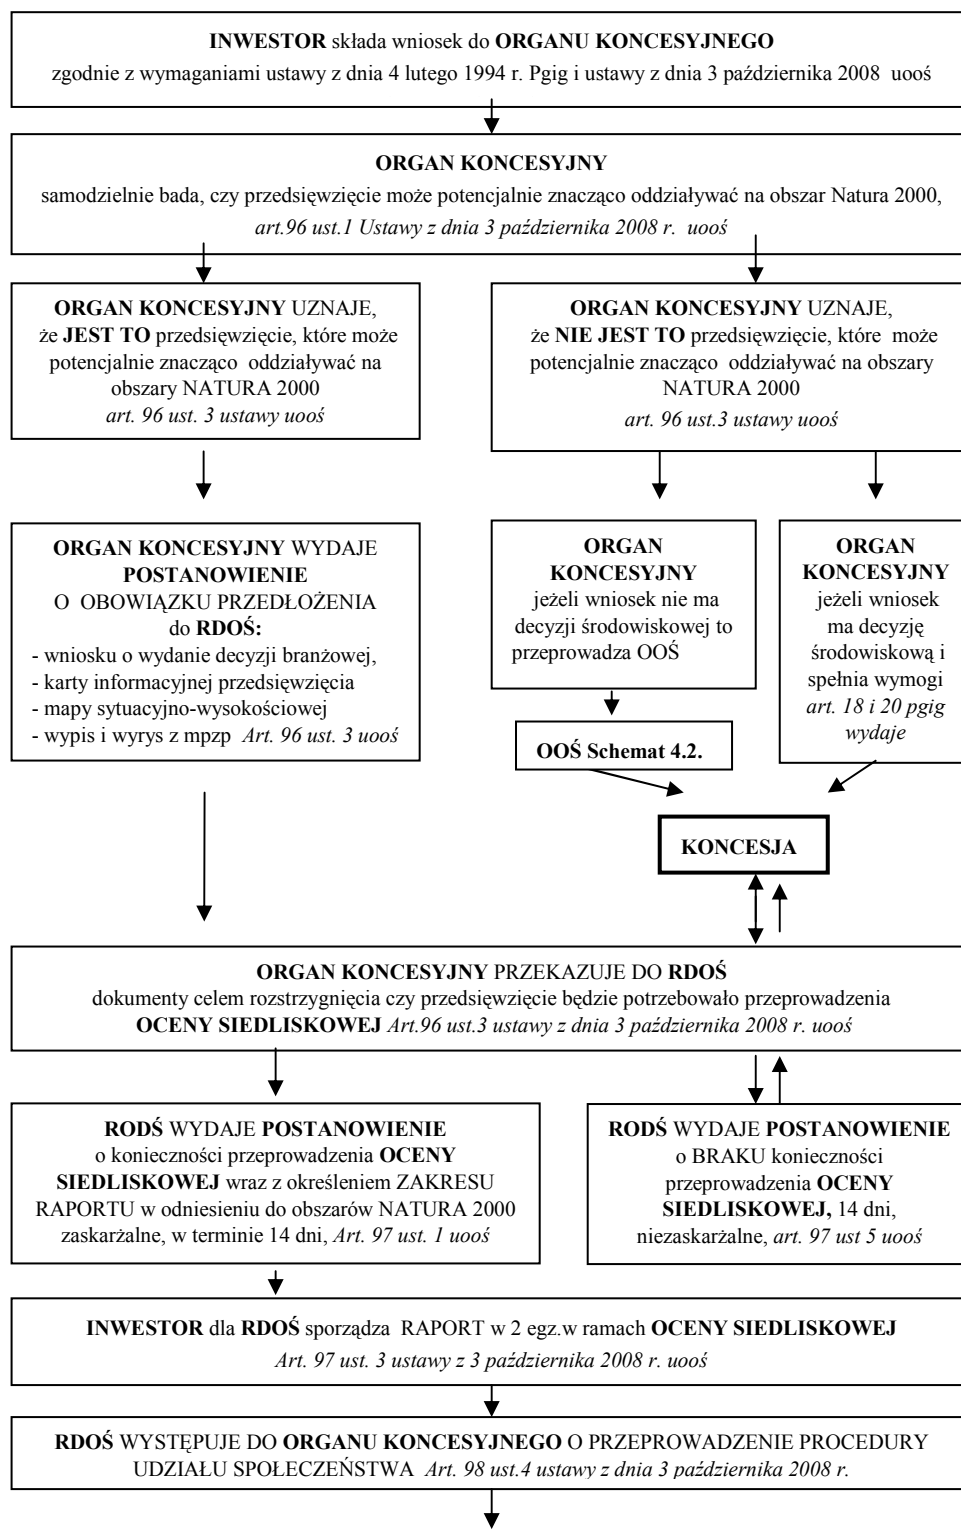 INWESTOR składa wniosek do ORGANU KONCESYJNEGO
zgodnie z wymaganiami ustawy z dnia 4 lutego 1994 r. Pgig i ustawy z dnia 3 października 2008 uooś
ORGAN KONCESYJNY
samodzielnie bada, czy przedsięwzięcie może potencjalnie znacząco oddziaływać na obszar Natura 2000,
art.96 ust.1 Ustawy z dnia 3 października 2008 r. uooś
ORGAN KONCESYJNY UZNAJE,
że JEST TO przedsięwzięcie, które może
potencjalnie znacząco oddziaływać na
obszary NATURA 2000
art. 96 ust. 3 ustawy uooś
ORGAN KONCESYJNY UZNAJE,
że NIE JEST TO przedsięwzięcie, które może
potencjalnie znacząco oddziaływać na obszary
NATURA 2000
art. 96 ust.3 ustawy uooś
ORGAN KONCESYJNY WYDAJE
POSTANOWIENIE
O OBOWIĄZKU PRZEDŁOŻENIA
do RDOŚ:
- wniosku o wydanie decyzji branżowej,
- karty informacyjnej przedsięwzięcia
- mapy sytuacyjno-wysokościowej
- wypis i wyrys z mpzp Art. 96 ust. 3 uooś
ORGAN
KONCESYJNY
jeżeli wniosek nie ma
decyzji środowiskowej to
przeprowadza OOŚ
ORGAN
KONCESYJNY
jeżeli wniosek
ma decyzję
środowiskową i
spełnia wymogi
art. 18 i 20 pgig
wydaje
OOŚ Schemat 4.2.
KONCESJA
ORGAN KONCESYJNY PRZEKAZUJE DO RDOŚ
dokumenty celem rozstrzygnięcia czy przedsięwzięcie będzie potrzebowało przeprowadzenia
OCENY SIEDLISKOWEJ Art.96 ust.3 ustawy z dnia 3 października 2008 r. uooś
RODŚ WYDAJE POSTANOWIENIE
o konieczności przeprowadzenia OCENY
SIEDLISKOWEJ wraz z określeniem ZAKRESU
RAPORTU w odniesieniu do obszarów NATURA 2000
zaskarżalne, w terminie 14 dni, Art. 97 ust. 1 uooś
RODŚ WYDAJE POSTANOWIENIE
o BRAKU konieczności
przeprowadzenia OCENY
SIEDLISKOWEJ, 14 dni,
niezaskarżalne, art. 97 ust 5 uooś
INWESTOR dla RDOŚ sporządza RAPORT w 2 egz.w ramach OCENY SIEDLISKOWEJ
Art. 97 ust. 3 ustawy z 3 października 2008 r. uooś
RDOŚ WYSTĘPUJE DO ORGANU KONCESYJNEGO O PRZEPROWADZENIE PROCEDURY
UDZIAŁU SPOŁECZEŃSTWA Art. 98 ust.4 ustawy z dnia 3 października 2008 r.